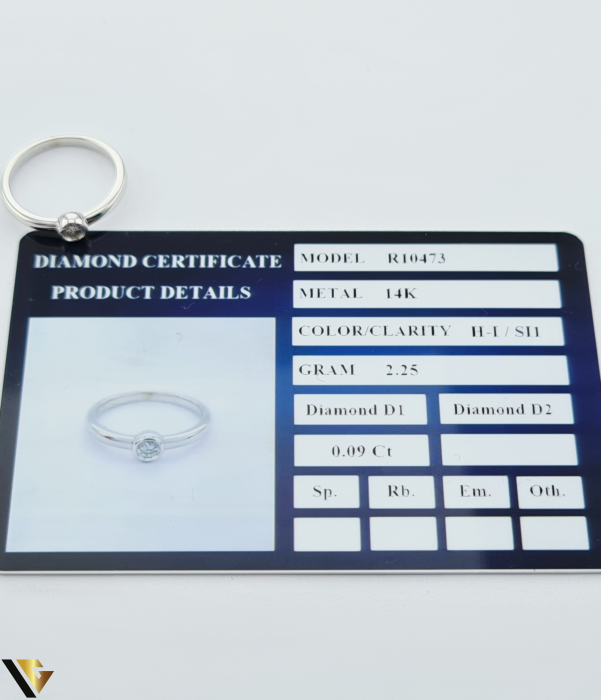 DIAMOND CERTIFICATE
PRODUCT DETAILS
MODEL R10473
METAL 14K
COLOR/CLARITY H-I / SI1
GRAM 2.25
Diamond D1 Diamond D2
0.09 Ct
Sp. Rb. Em. Oth.